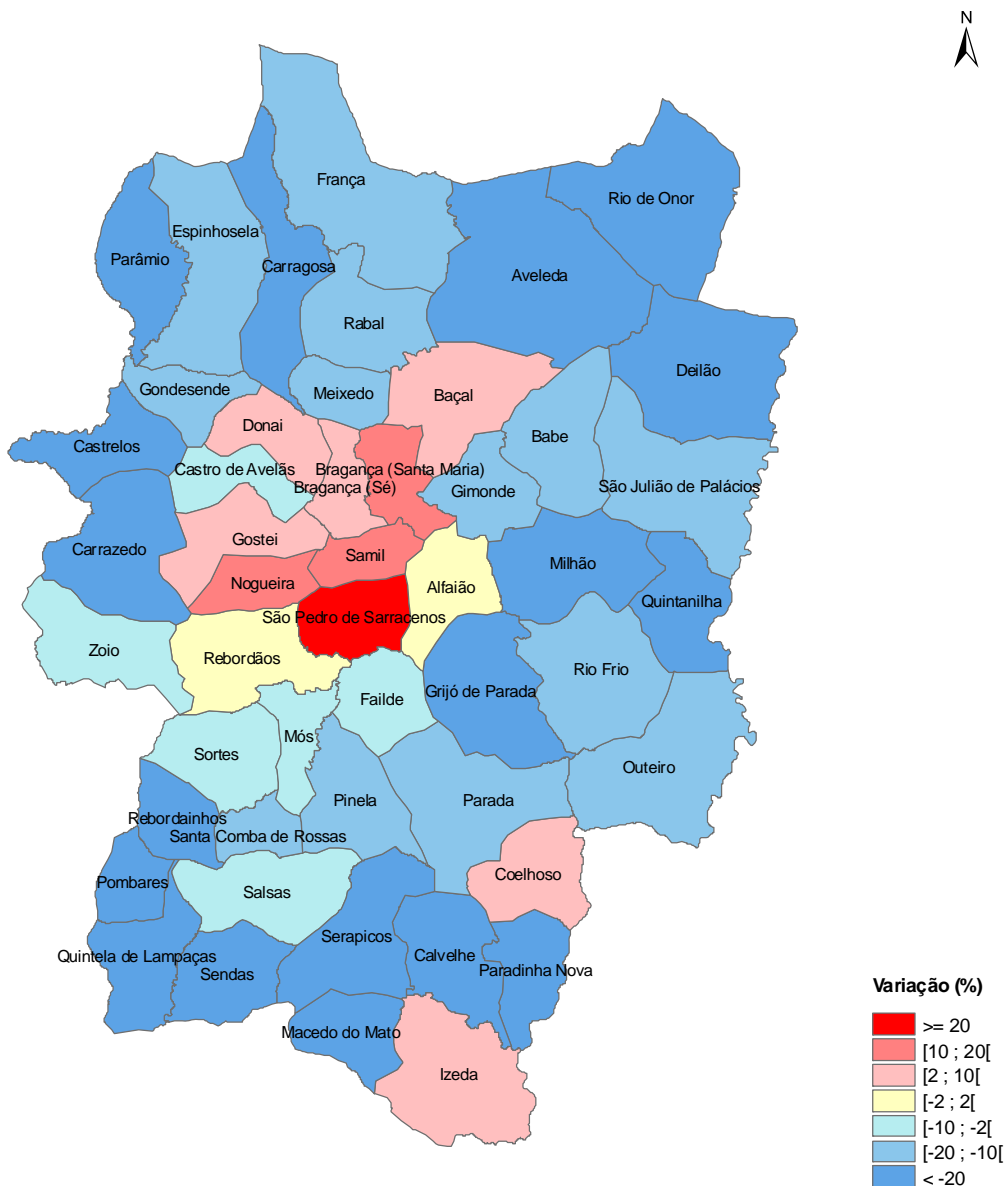 N
França
Rio de Onor
Espinhosela
Parâmio
Carragosa
Aveleda
Rabal
Deilão
Gondesende
Meixedo
Baçal
Donai
Castrelos
Babe
Castro de Avelãs
Bragança (Santa Maria)
Bragança (Sé)
Gimonde
São Julião de Palácios
Gostei
Carrazedo
Samil
Milhão
Nogueira
Alfaião
Quintanilha
São Pedro de Sarracenos
Zoio
Rebordãos
Rio Frio
Failde
Grijó de Parada
Mós
Sortes
Outeiro
Pinela
Parada
Rebordainhos
Santa Comba de Rossas
Coelhoso
Pombares
Salsas
Serapicos
Quintela de Lampaças
Calvelhe
Sendas
Paradinha Nova
Macedo do Mato
Izeda
Variação (%)
>= 20
[10 ; 20[
[2 ; 10[
[-2 ; 2[
[-10 ; -2[
[-20 ; -10[
< -20